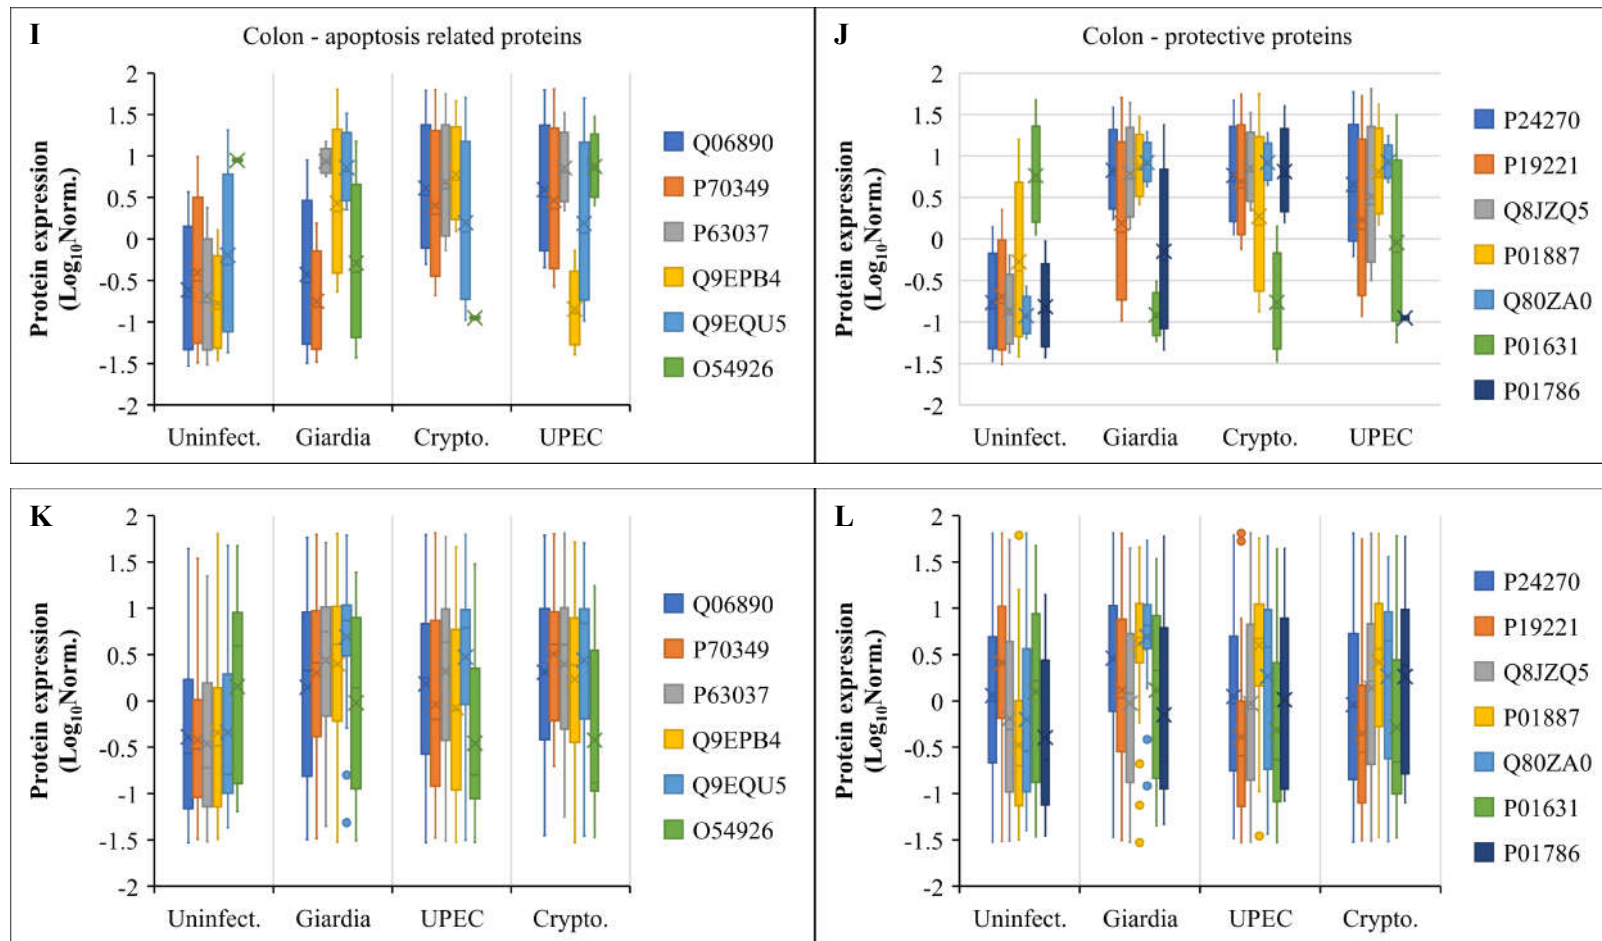 I
Colon - apoptosis related proteins
Protein expression
(Log10Norm.)
2
1.5
1
0.5
0
-0.5
-1
-1.5
-2
Uninfect. Giardia Crypto. UPEC
Q06890
P70349
P63037
Q9EPB4
Q9EQU5
O54926
J
Colon - protective proteins
Protein expression
(Log10Norm.)
2
1.5
1
0.5
0
-0.5
-1
-1.5
-2
Uninfect. Giardia Crypto. UPEC
P24270
P19221
Q8JZQ5
P01887
Q80ZA0
P01631
P01786
K
Protein expression
(Log10Norm.)
2
1.5
1
0.5
0
-0.5
-1
-1.5
-2
Uninfect. Giardia UPEC Crypto.
Q06890
P70349
P63037
Q9EPB4
Q9EQU5
O54926
L
Protein expression
(Log10Norm.)
2
1.5
1
0.5
0
-0.5
-1
-1.5
-2
Uninfect. Giardia UPEC Crypto.
P24270
P19221
Q8JZQ5
P01887
Q80ZA0
P01631
P01786